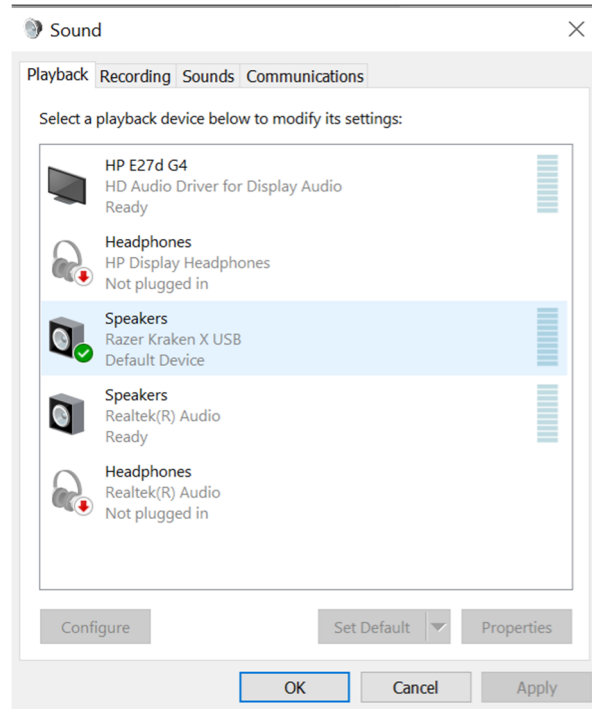 Sound
Playback Recording Sounds Communications
Select a playback device below to modify its settings:
HP E27d G4
HD Audio Driver for Display Audio
Ready
Headphones
HP Display Headphones
Not plugged in
Speakers
Razer Kraken X USB
Default Device
Speakers
Realtek(R) Audio
Ready
Headphones
Realtek(R) Audio
Not plugged in
Configure Set Default Properties
OK Cancel Apply